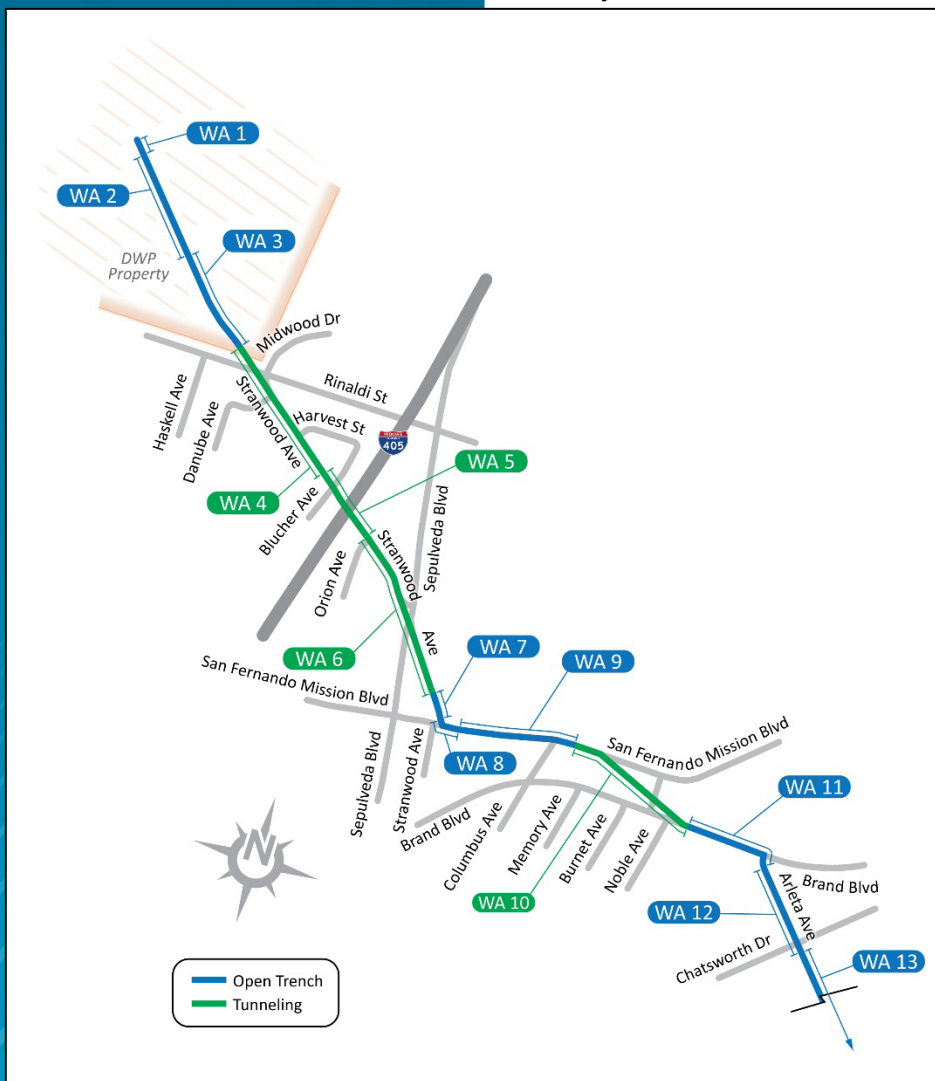 WA 1
WA 2
WA 3
DWP
Property
Midwood Dr
Rinaldi St
Haskell Ave
Danube Ave
Stranwood Ave
Harvest St
405
WA 5
WA 4
Blucher Ave
Sepulveda Blvd
Stranwood
Orion Ave
Ave
WA 6
WA 7
WA 9
San Fernando Mission Blvd
WA 8
San Fernando Mission Blvd
Sepulveda Blvd
Stranwood Ave
Brand Blvd
Columbus Ave
Memory Ave
Burnet Ave
Noble Ave
WA 11
WA 10
Brand Blvd
Arleta Ave
WA 12
Chatsworth Dr
WA 13
N
Open Trench
Tunneling